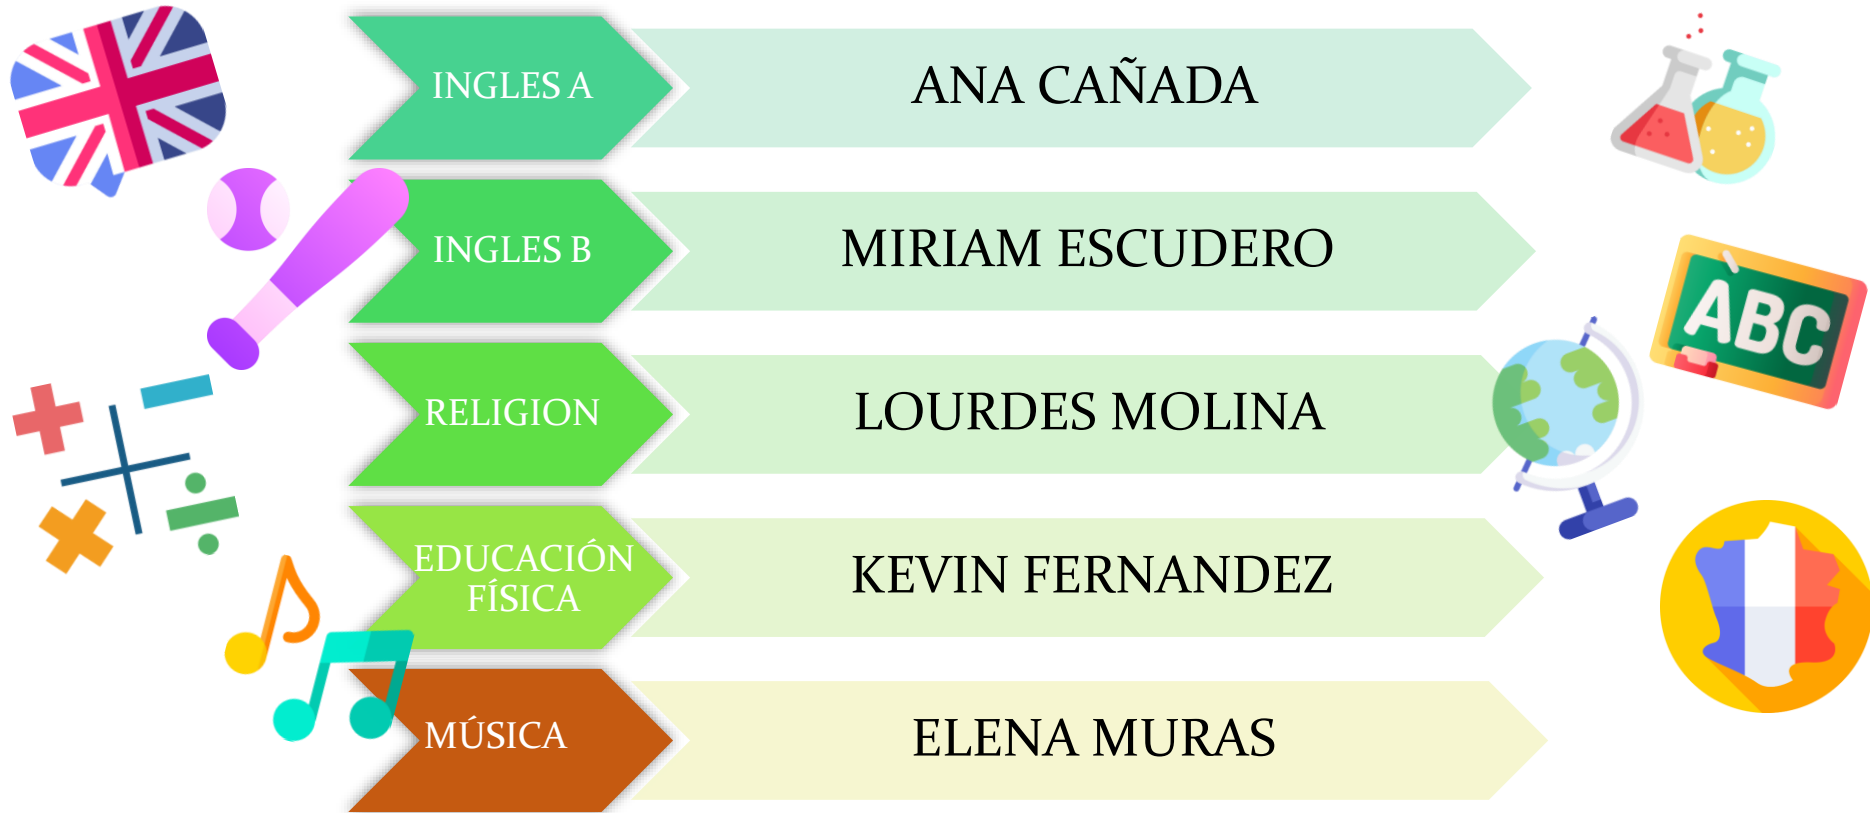 INGLES A
ANA CAÑADA
INGLES B
MIRIAM ESCUDERO
RELIGION
LOURDES MOLINA
EDUCACIÓN
FÍSICA
KEVIN FERNANDEZ
MÚSICA
ELENA MURAS
ABC